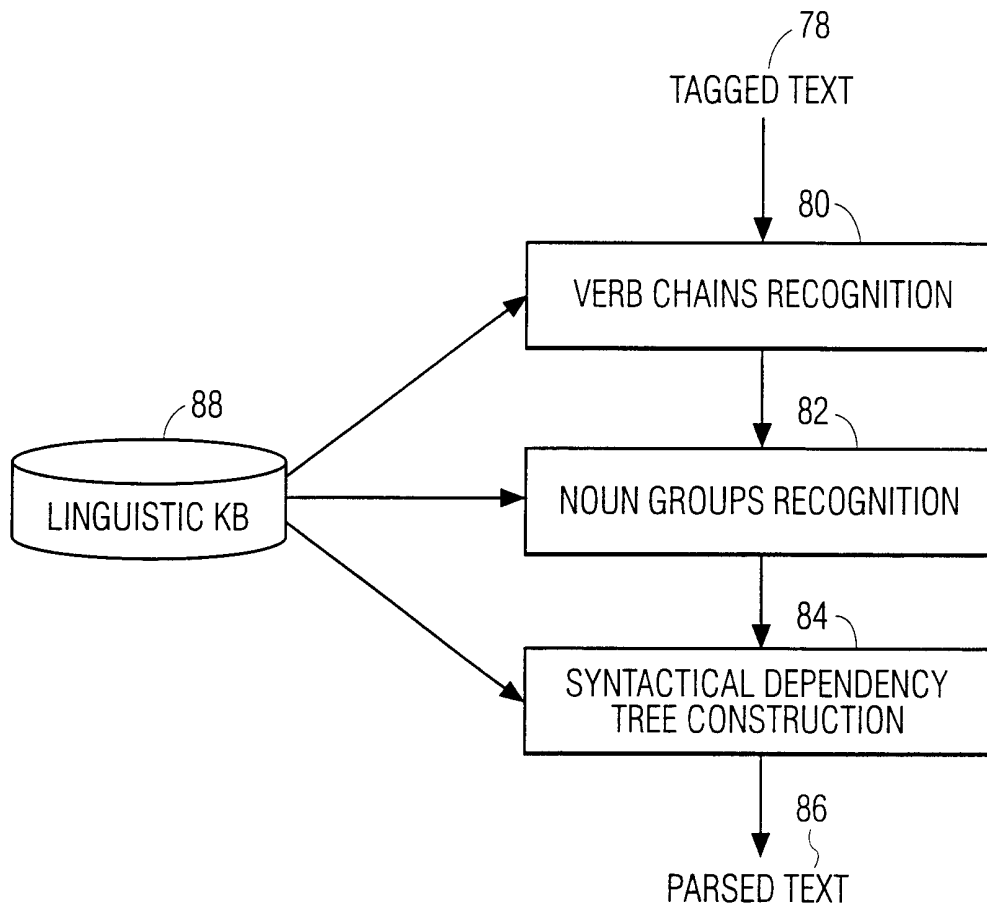 78
TAGGED TEXT
80
VERB CHAINS RECOGNITION
88
LINGUISTIC KB
82
NOUN GROUPS RECOGNITION
84
SYNTACTICAL DEPENDENCY
TREE CONSTRUCTION
86
PARSED TEXT